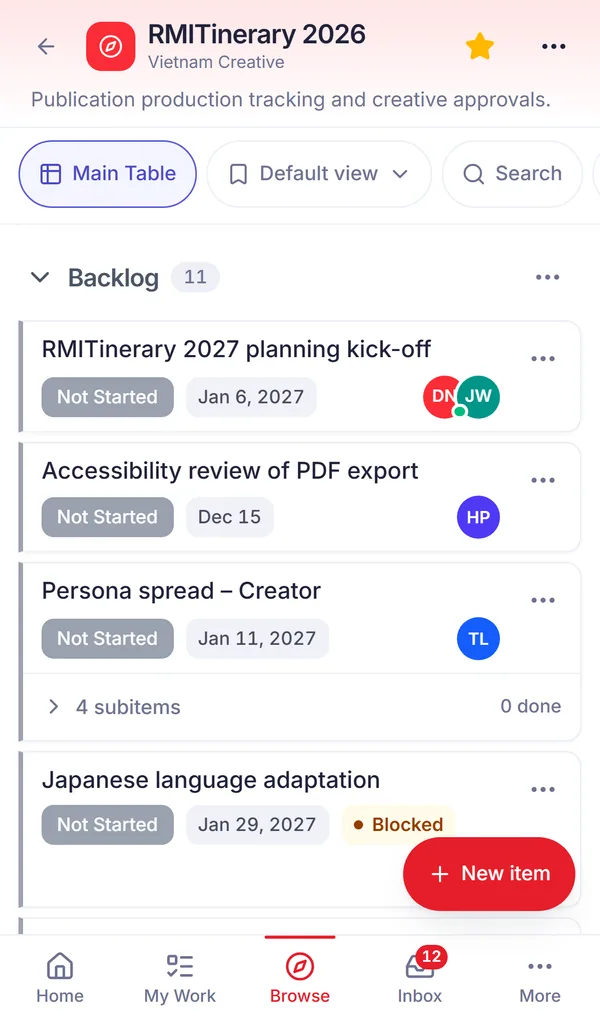 RMITinerary 2026
Vietnam Creative
Publication production tracking and creative approvals.
Main Table
Default view
Search
Backlog 11
RMITinerary 2027 planning kick-off
Not Started Jan 6, 2027 DN JW
Accessibility review of PDF export
Not Started Dec 15 HP
Persona spread – Creator
Not Started Jan 11, 2027 TL
4 subitems 0 done
Japanese language adaptation
Not Started Jan 29, 2027 Blocked
New item
12
Home My Work Browse Inbox More